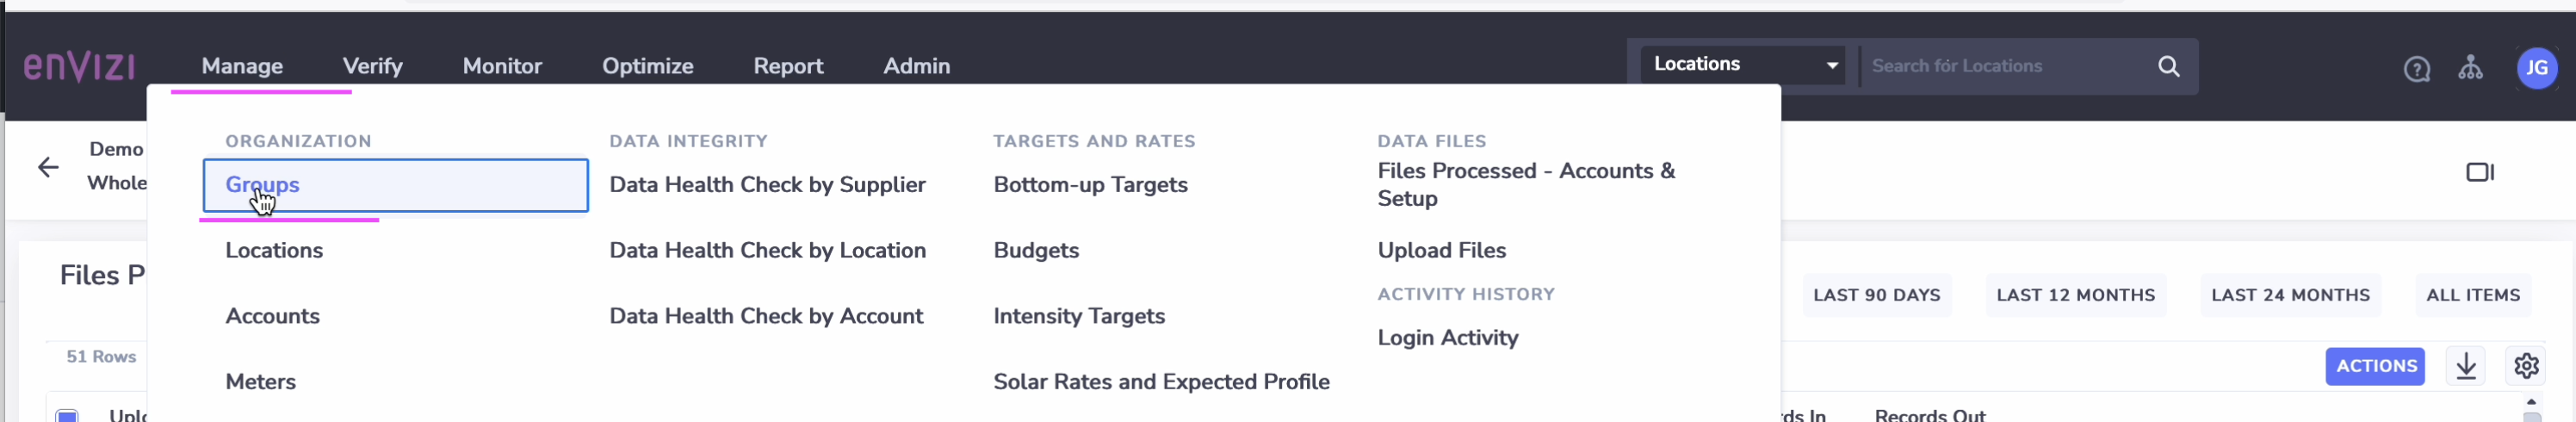 envizi
Manage Verify Monitor Optimize Report Admin
Locations Search for Locations
JG
Demo
Whole
ORGANIZATION
Groups
Locations
Accounts
Meters
DATA INTEGRITY
Data Health Check by Supplier
Data Health Check by Location
Data Health Check by Account
TARGETS AND RATES
Bottom-up Targets
Budgets
Intensity Targets
Solar Rates and Expected Profile
DATA FILES
Files Processed - Accounts &
Setup
Upload Files
ACTIVITY HISTORY
Login Activity
Files P
LAST 90 DAYS LAST 12 MONTHS LAST 24 MONTHS ALL ITEMS
51 Rows
ACTIONS
Uplo
ds In Records Out